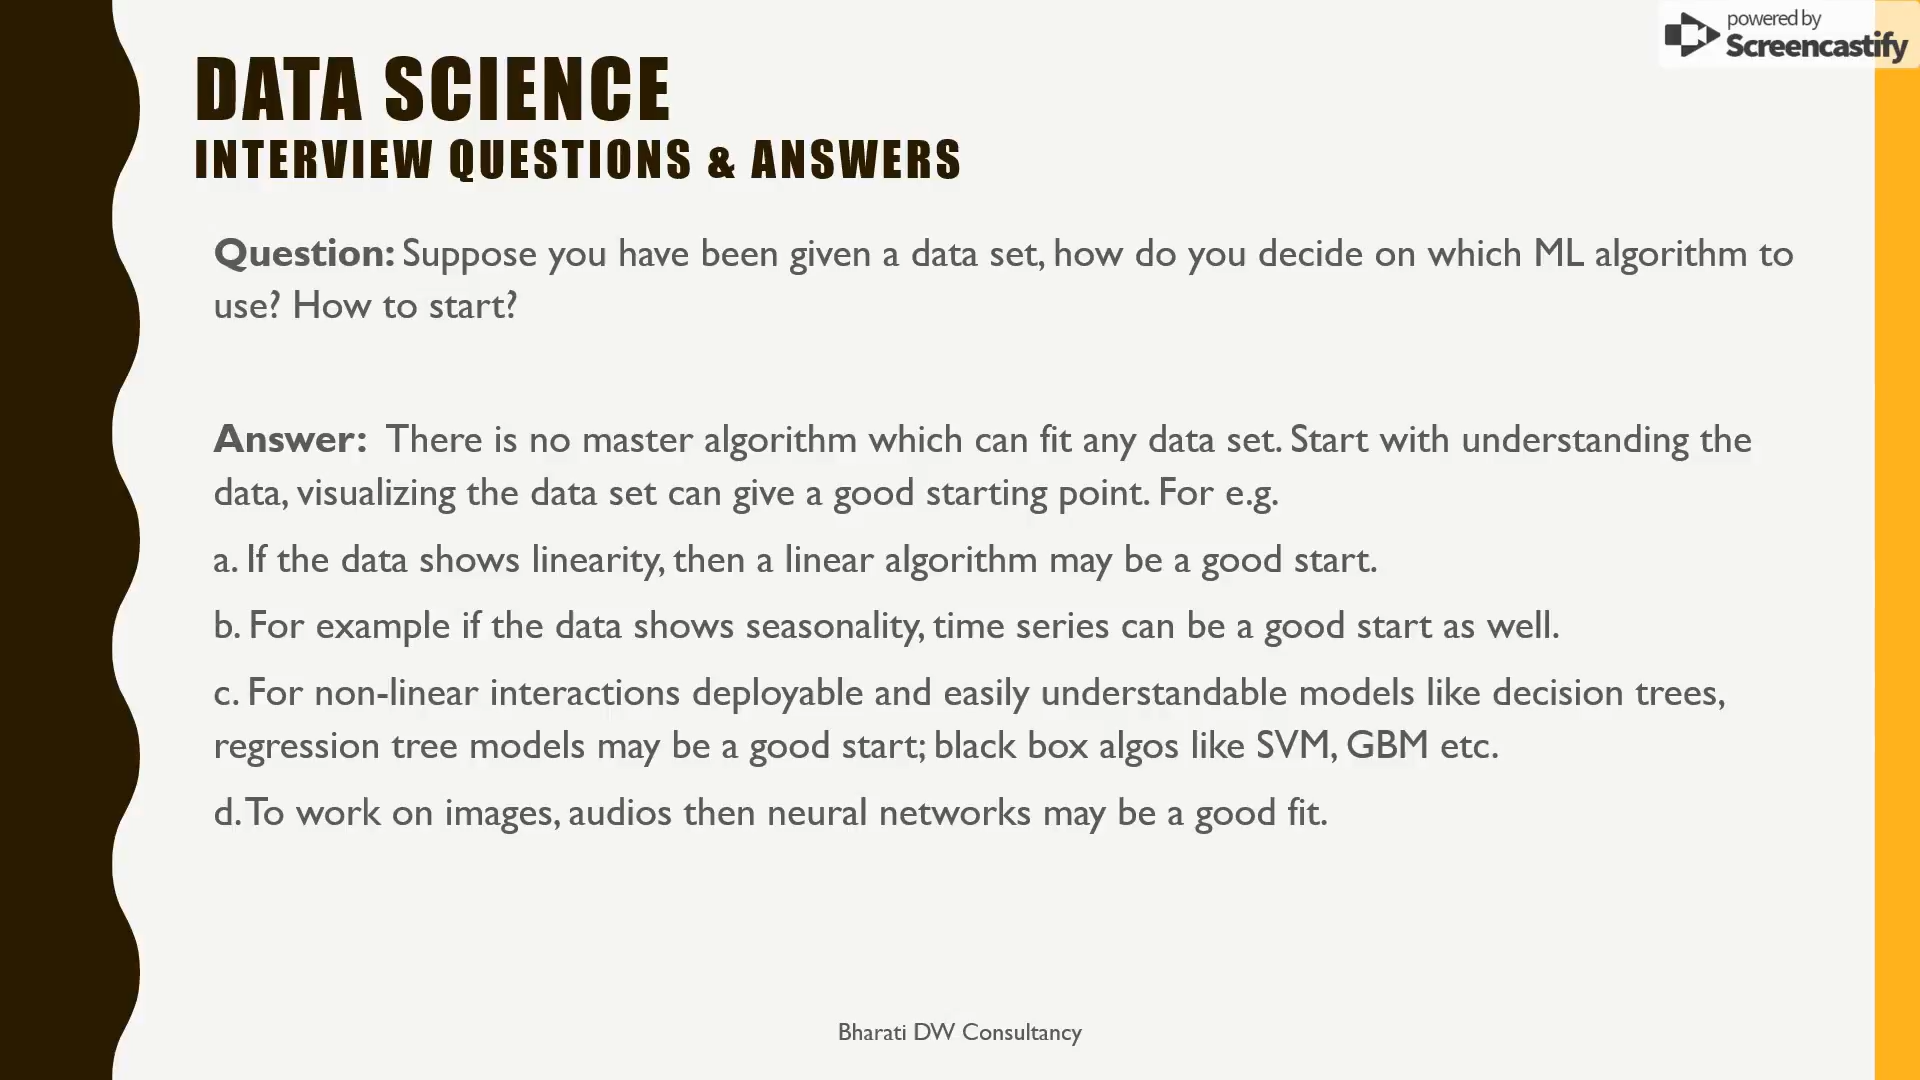 powered by
Screencastify
DATA SCIENCE
INTERVIEW QUESTIONS & ANSWERS
Question: Suppose you have been given a data set, how do you decide on which ML algorithm to
use? How to start?
Answer: There is no master algorithm which can fit any data set. Start with understanding the
data, visualizing the data set can give a good starting point. For e.g.
a. If the data shows linearity, then a linear algorithm may be a good start.
b. For example if the data shows seasonality, time series can be a good start as well.
c. For non-linear interactions deployable and easily understandable models like decision trees,
regression tree models may be a good start; black box algos like SVM, GBM etc.
d. To work on images, audios then neural networks may be a good fit.
Bharati DW Consultancy